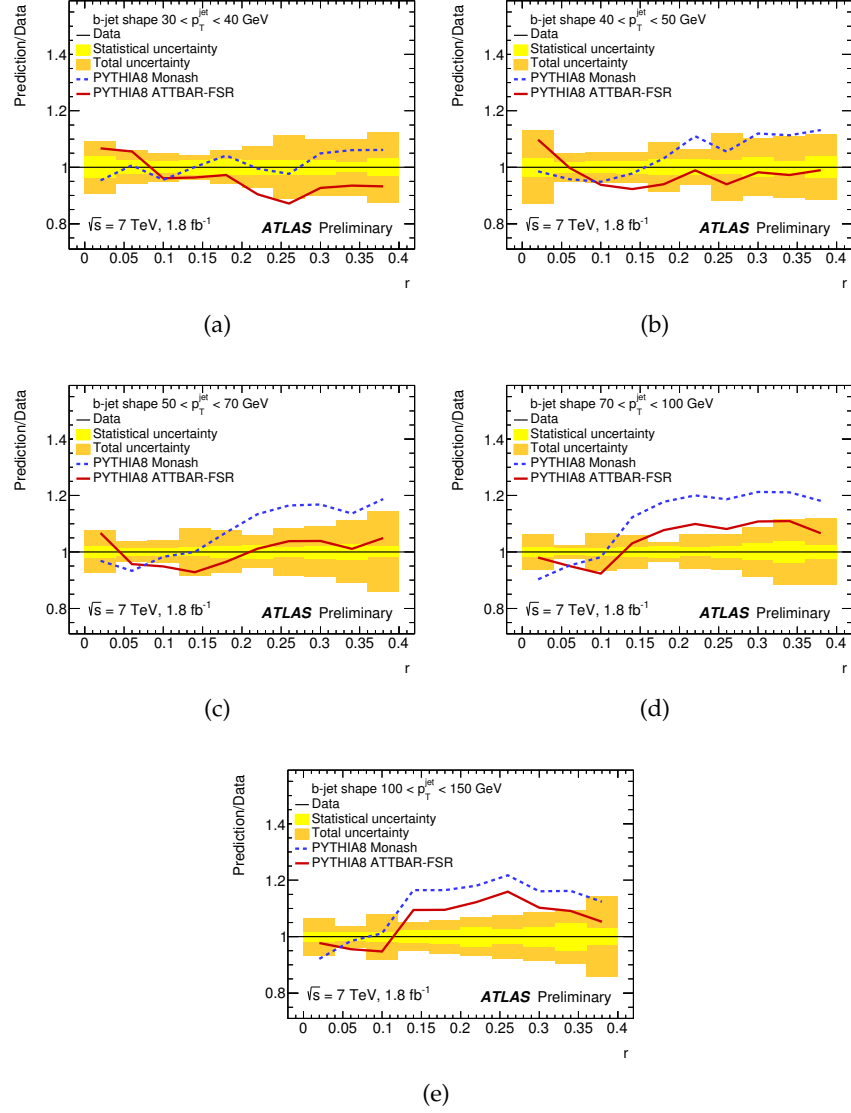 Prediction/Data
b-jet shape 30 < p_T^jet < 40 GeV
Data
Statistical uncertainty
Total uncertainty
PYTHIA8 Monash
PYTHIA8 ATTBAR-FSR
1.4
1.2
1
0.8
√s = 7 TeV, 1.8 fb⁻¹
ATLAS Preliminary
0 0.05 0.1 0.15 0.2 0.25 0.3 0.35 0.4
r
(a)
Prediction/Data
b-jet shape 40 < p_T^jet < 50 GeV
Data
Statistical uncertainty
Total uncertainty
PYTHIA8 Monash
PYTHIA8 ATTBAR-FSR
1.4
1.2
1
0.8
√s = 7 TeV, 1.8 fb⁻¹
ATLAS Preliminary
0 0.05 0.1 0.15 0.2 0.25 0.3 0.35 0.4
r
(b)
Prediction/Data
b-jet shape 50 < p_T^jet < 70 GeV
Data
Statistical uncertainty
Total uncertainty
PYTHIA8 Monash
PYTHIA8 ATTBAR-FSR
1.4
1.2
1
0.8
√s = 7 TeV, 1.8 fb⁻¹
ATLAS Preliminary
0 0.05 0.1 0.15 0.2 0.25 0.3 0.35 0.4
r
(c)
Prediction/Data
b-jet shape 70 < p_T^jet < 100 GeV
Data
Statistical uncertainty
Total uncertainty
PYTHIA8 Monash
PYTHIA8 ATTBAR-FSR
1.4
1.2
1
0.8
√s = 7 TeV, 1.8 fb⁻¹
ATLAS Preliminary
0 0.05 0.1 0.15 0.2 0.25 0.3 0.35 0.4
r
(d)
Prediction/Data
b-jet shape 100 < p_T^jet < 150 GeV
Data
Statistical uncertainty
Total uncertainty
PYTHIA8 Monash
PYTHIA8 ATTBAR-FSR
1.4
1.2
1
0.8
√s = 7 TeV, 1.8 fb⁻¹
ATLAS Preliminary
0 0.05 0.1 0.15 0.2 0.25 0.3 0.35 0.4
r
(e)